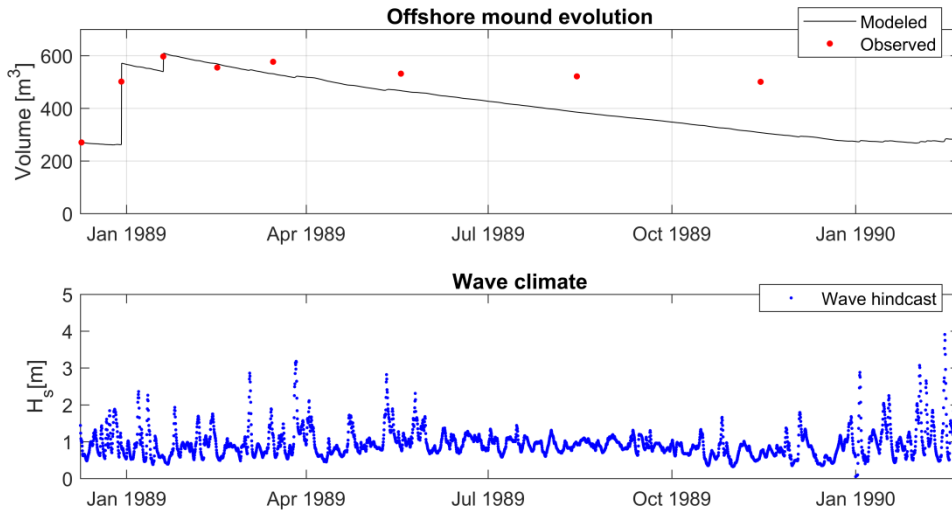 Offshore mound evolution
Modeled
Observed
Volume [m³]
600
400
200
0
Jan 1989 Apr 1989 Jul 1989 Oct 1989 Jan 1990
Wave climate
Wave hindcast
Hₛ[m]
5
4
3
2
1
0
Jan 1989 Apr 1989 Jul 1989 Oct 1989 Jan 1990